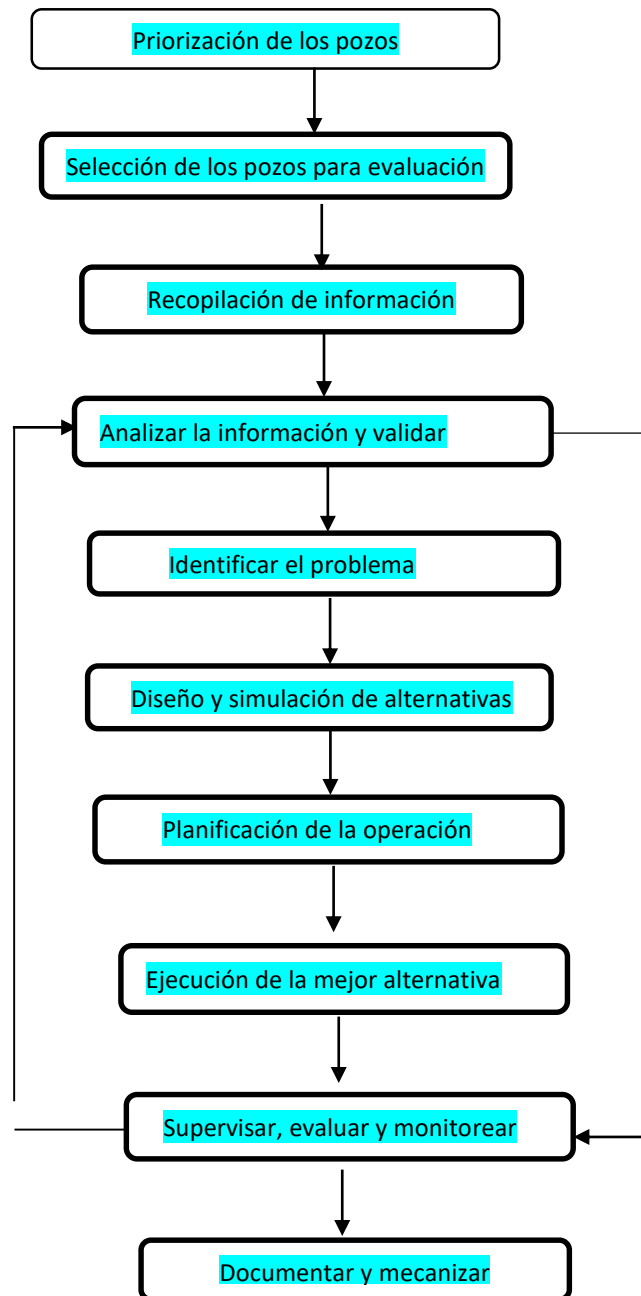 Priorización de los pozos
Selección de los pozos para evaluación
Recopilación de información
Analizar la información y validar
Identificar el problema
Diseño y simulación de alternativas
Planificación de la operación
Ejecución de la mejor alternativa
Supervisar, evaluar y monitorear
Documentar y mecanizar